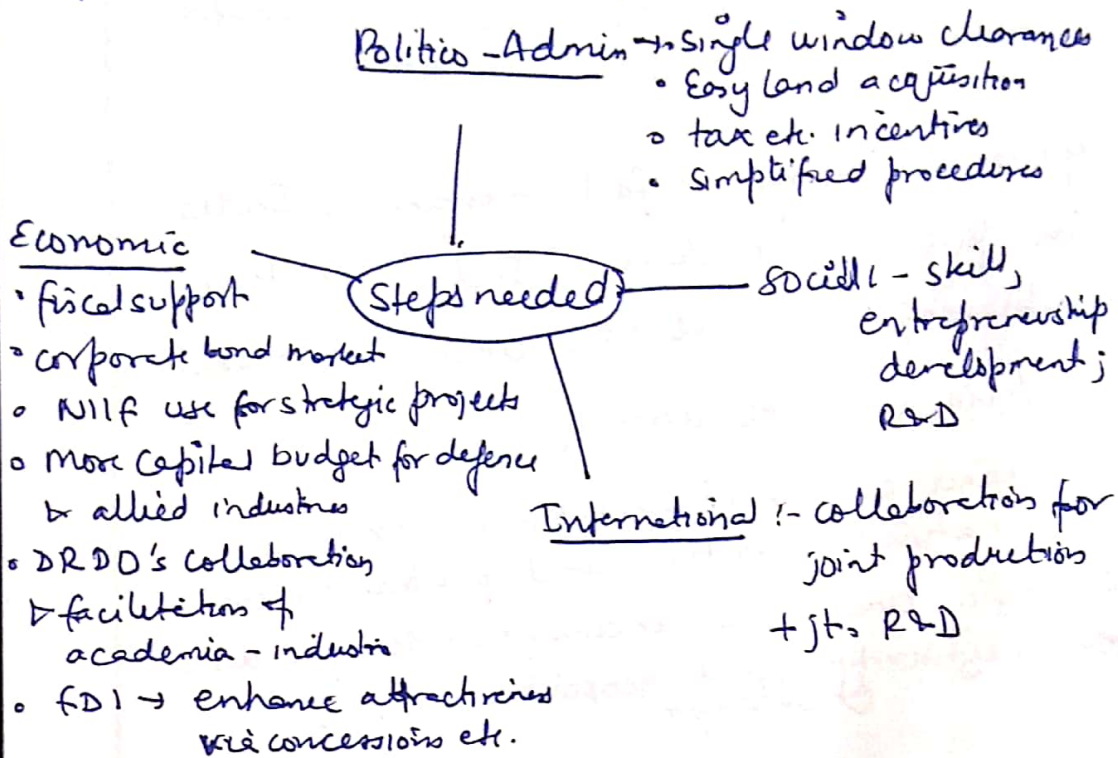 Politico-Admin → Single window clearances
• Easy land acquisition
• tax etc. incentives
• simplified procedures
Economic
• fiscal support
• corporate bond market
• NIIF use for strategic projects
• More capital budget for defence
& allied industries
• DRDO's collaboration
& facilitation of
academia - industry
• FDI → enhance attractiveness
via concessions etc.
Steps needed
Social - skill,
entrepreneurship
development;
R&D
International :- collaboration for
joint production
+ jt. R&D